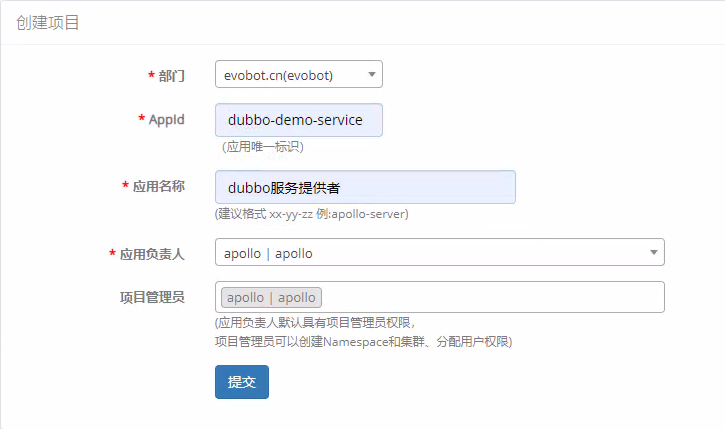 创建项目
* 部门 evobot.cn(evobot)
* AppId dubbo-demo-service
(应用唯一标识)
* 应用名称 dubbo服务提供者
(建议格式 xx-yy-zz 例:apollo-server)
* 应用负责人 apollo | apollo
项目管理员 apollo | apollo
(应用负责人默认具有项目管理员权限，
项目管理员可以创建Namespace和集群、分配用户权限)
提交